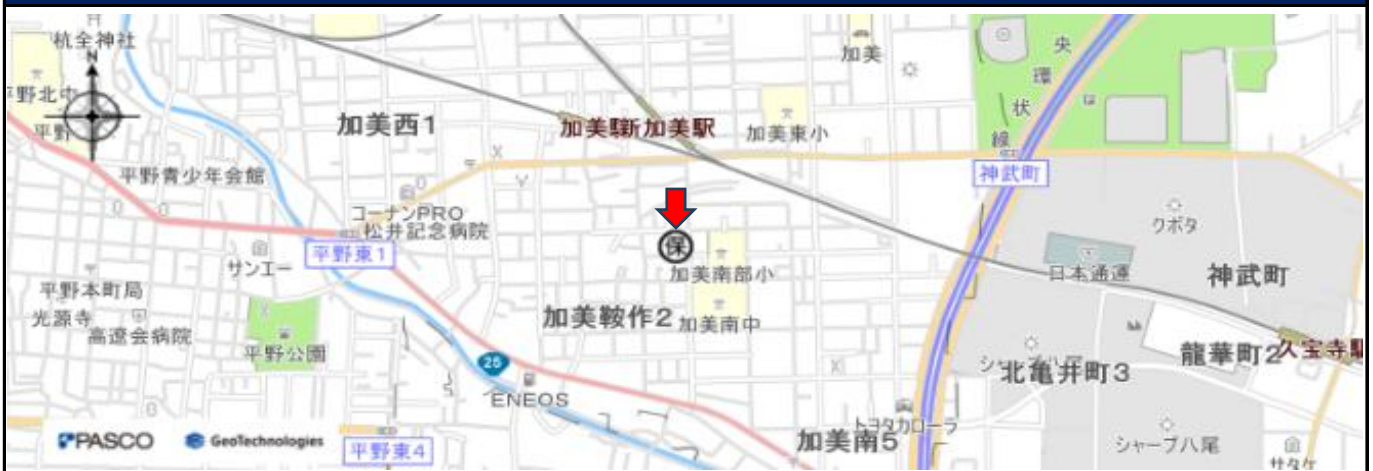 杭全神社
N
野北中
平野
加美西1
加美
央
環
状
線
加美駅
新加美駅
加美東小
平野青少年会館
神武町
コーナンPRO
松井記念病院
保
クボタ
平野東1
サンエー
加美南部小
日本通運
神武町
平野本町局
光源寺
高遼会病院
加美鞍作2
加美南中
平野公園
25
ENEOS
北亀井町3
龍華町2
久宝寺駅
トヨタカローラ
加美南5
シャープ八尾
サタケ
PASCO
GeoTechnologies
平野東4